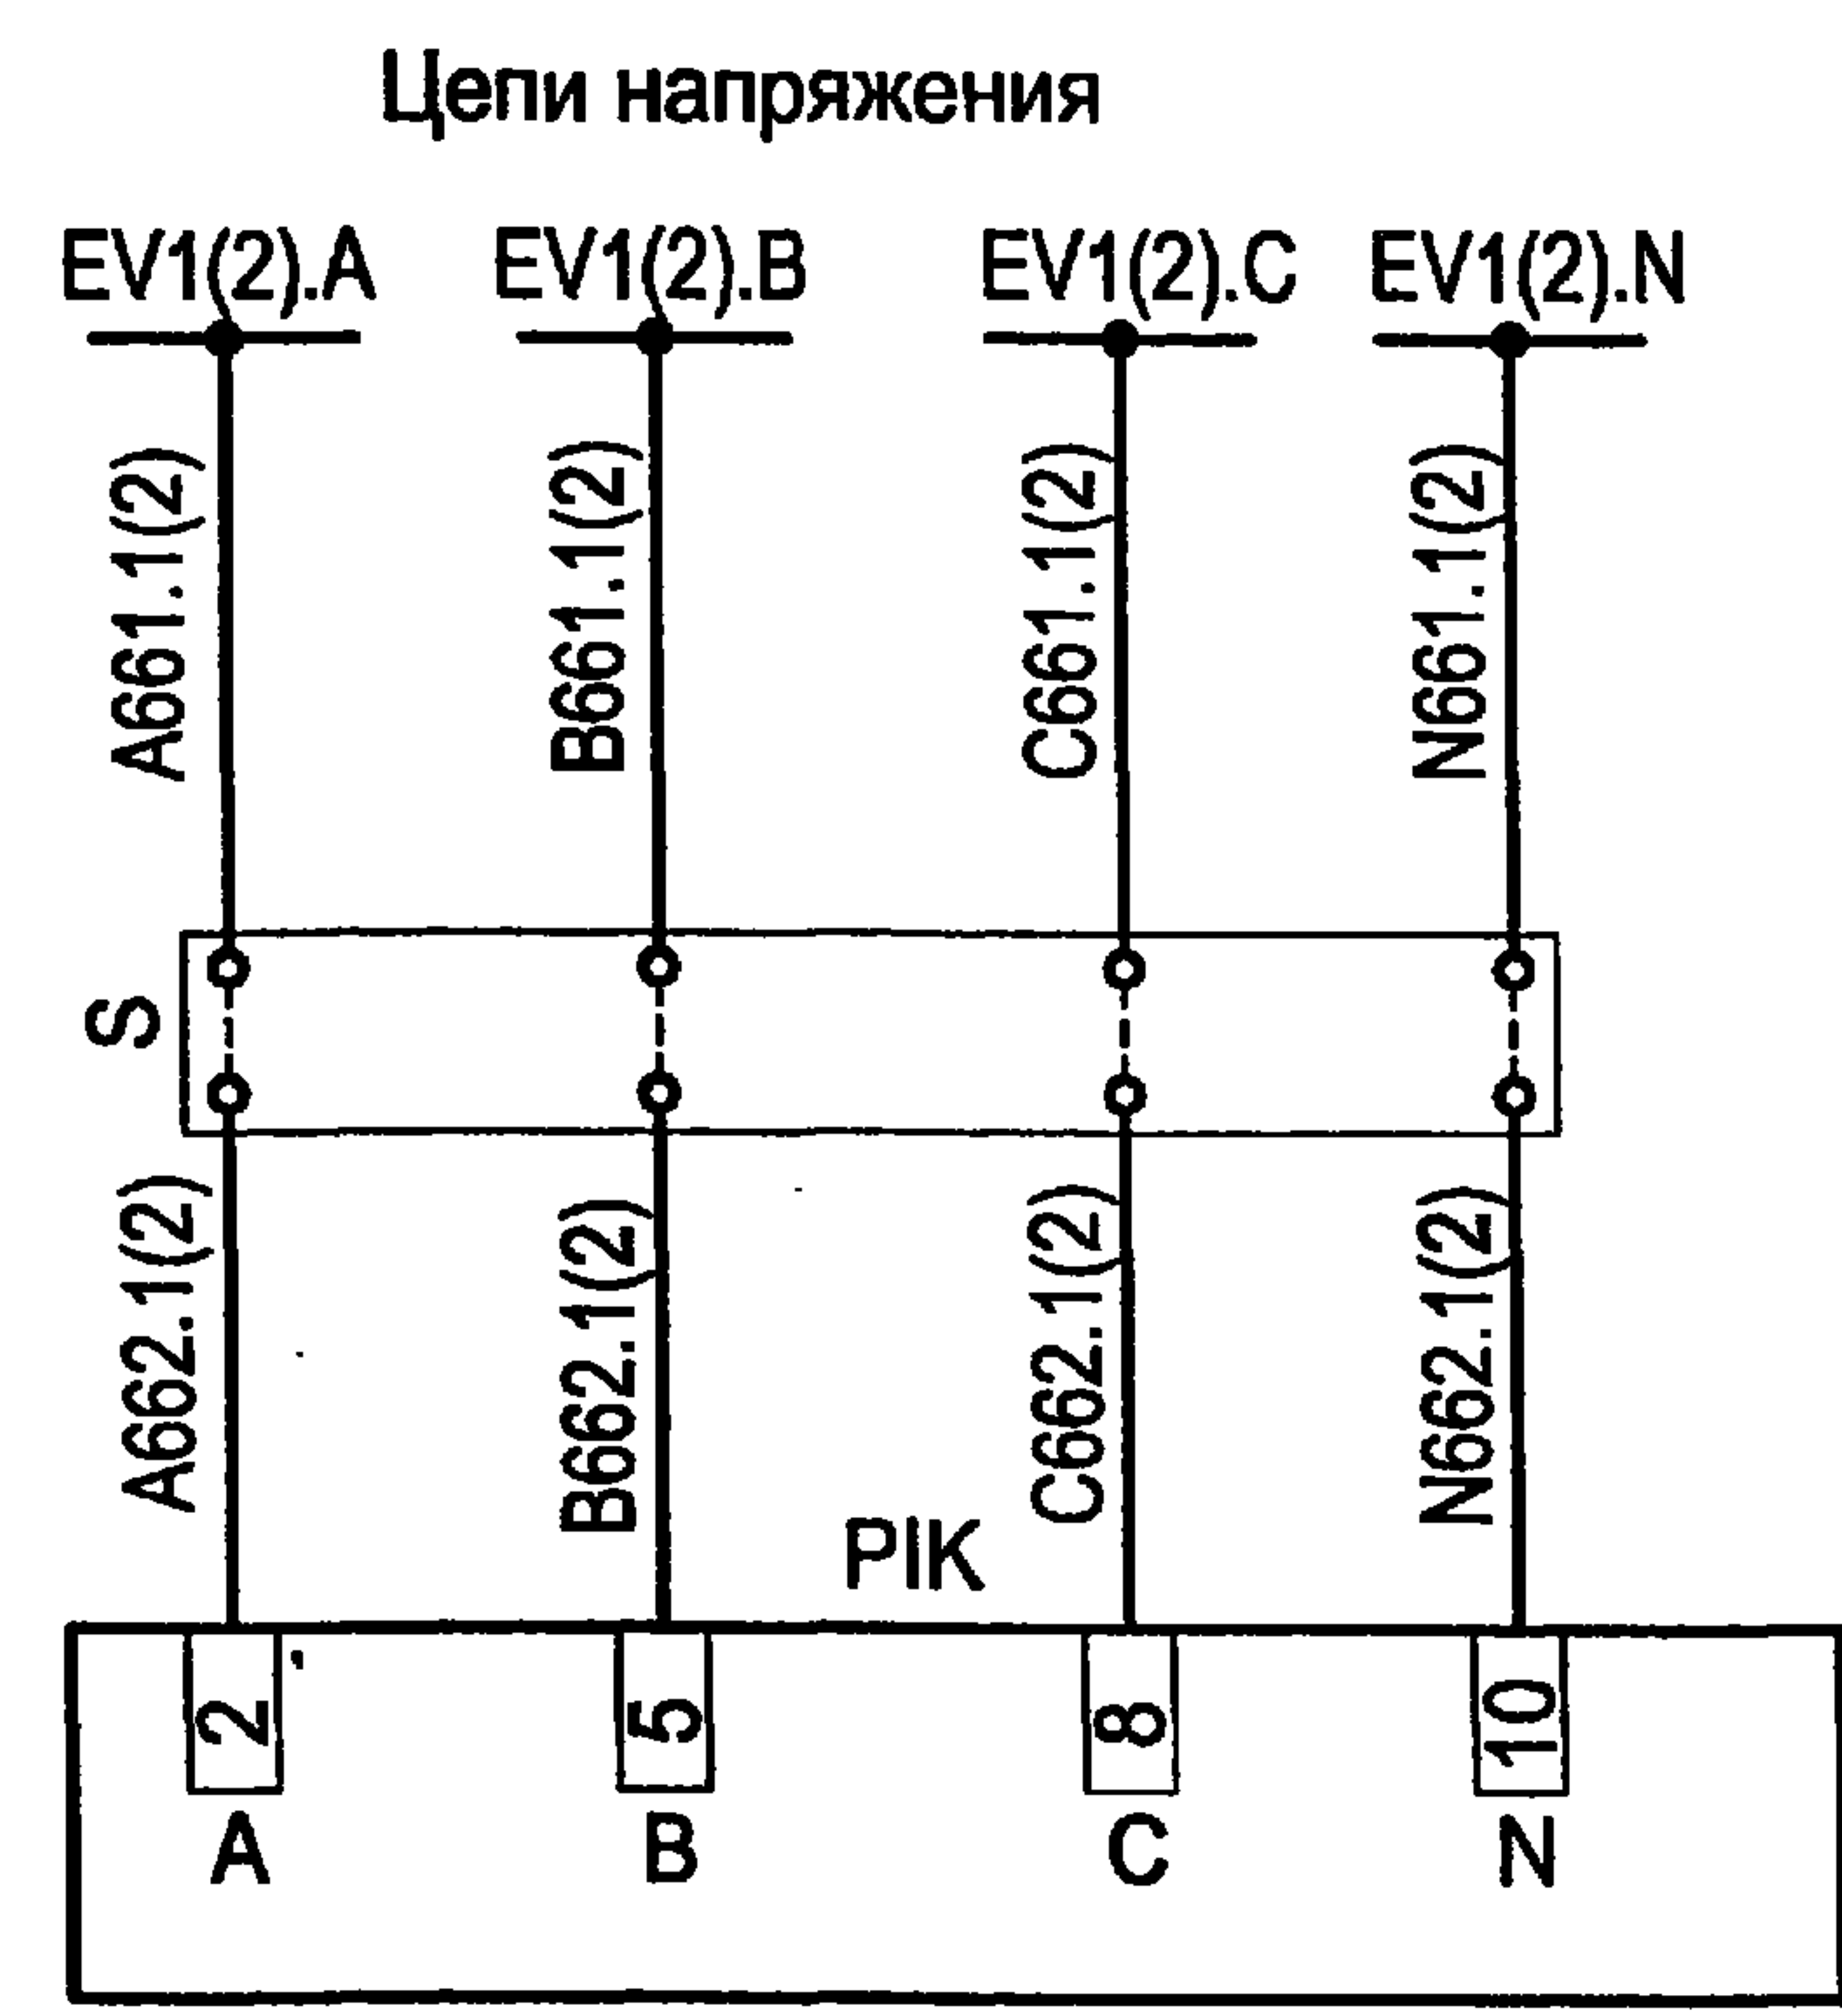 Цепи напряжения
EV1(2).A EV1(2).B EV1(2).C EV1(2).N
A661.1(2) B661.1(2) C661.1(2) N661.1(2)
S
A662.1(2) B662.1(2) C662.1(2) N662.1(2)
PIK
2 5 8 10
A B C N